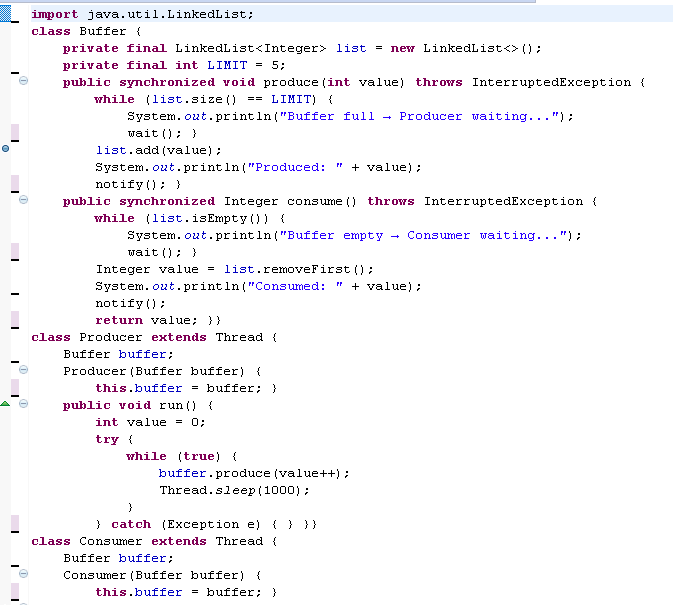 import java.util.LinkedList;
class Buffer {
    private final LinkedList<Integer> list = new LinkedList<>();
    private final int LIMIT = 5;
    public synchronized void produce(int value) throws InterruptedException {
        while (list.size() == LIMIT) {
            System.out.println("Buffer full → Producer waiting...");
            wait(); }
        list.add(value);
        System.out.println("Produced: " + value);
        notify(); }
    public synchronized Integer consume() throws InterruptedException {
        while (list.isEmpty()) {
            System.out.println("Buffer empty → Consumer waiting...");
            wait(); }
        Integer value = list.removeFirst();
        System.out.println("Consumed: " + value);
        notify();
        return value; }}
class Producer extends Thread {
    Buffer buffer;
    Producer(Buffer buffer) {
        this.buffer = buffer; }
    public void run() {
        int value = 0;
        try {
            while (true) {
                buffer.produce(value++);
                Thread.sleep(1000);
            }
        } catch (Exception e) { } }}
class Consumer extends Thread {
    Buffer buffer;
    Consumer(Buffer buffer) {
        this.buffer = buffer; }